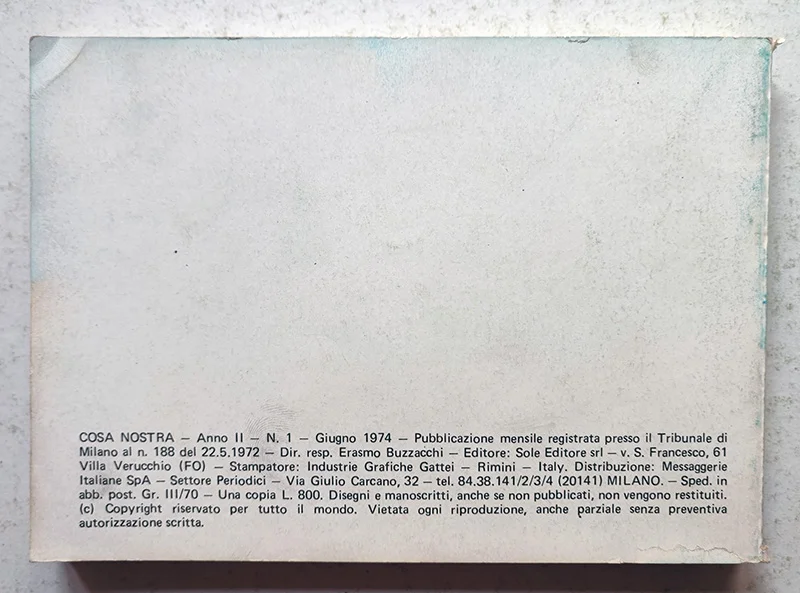 COSA NOSTRA — Anno II — N. 1 — Giugno 1974 — Pubblicazione mensile registrata presso il Tribunale di
Milano al n. 188 del 22.5.1972 — Dir. resp. Erasmo Buzzacchi — Editore: Sole Editore srl — v. S. Francesco, 61
Villa Verucchio (FO) — Stampatore: Industrie Grafiche Gattei — Rimini — Italy. Distribuzione: Messaggerie
Italiane SpA — Settore Periodici — Via Giulio Carcano, 32 — tel. 84.38.141/2/3/4 (20141) MILANO. — Sped. in
abb. post. Gr. III/70 — Una copia L. 800. Disegni e manoscritti, anche se non pubblicati, non vengono restituiti.
(c) Copyright riservato per tutto il mondo. Vietata ogni riproduzione, anche parziale senza preventiva
autorizzazione scritta.